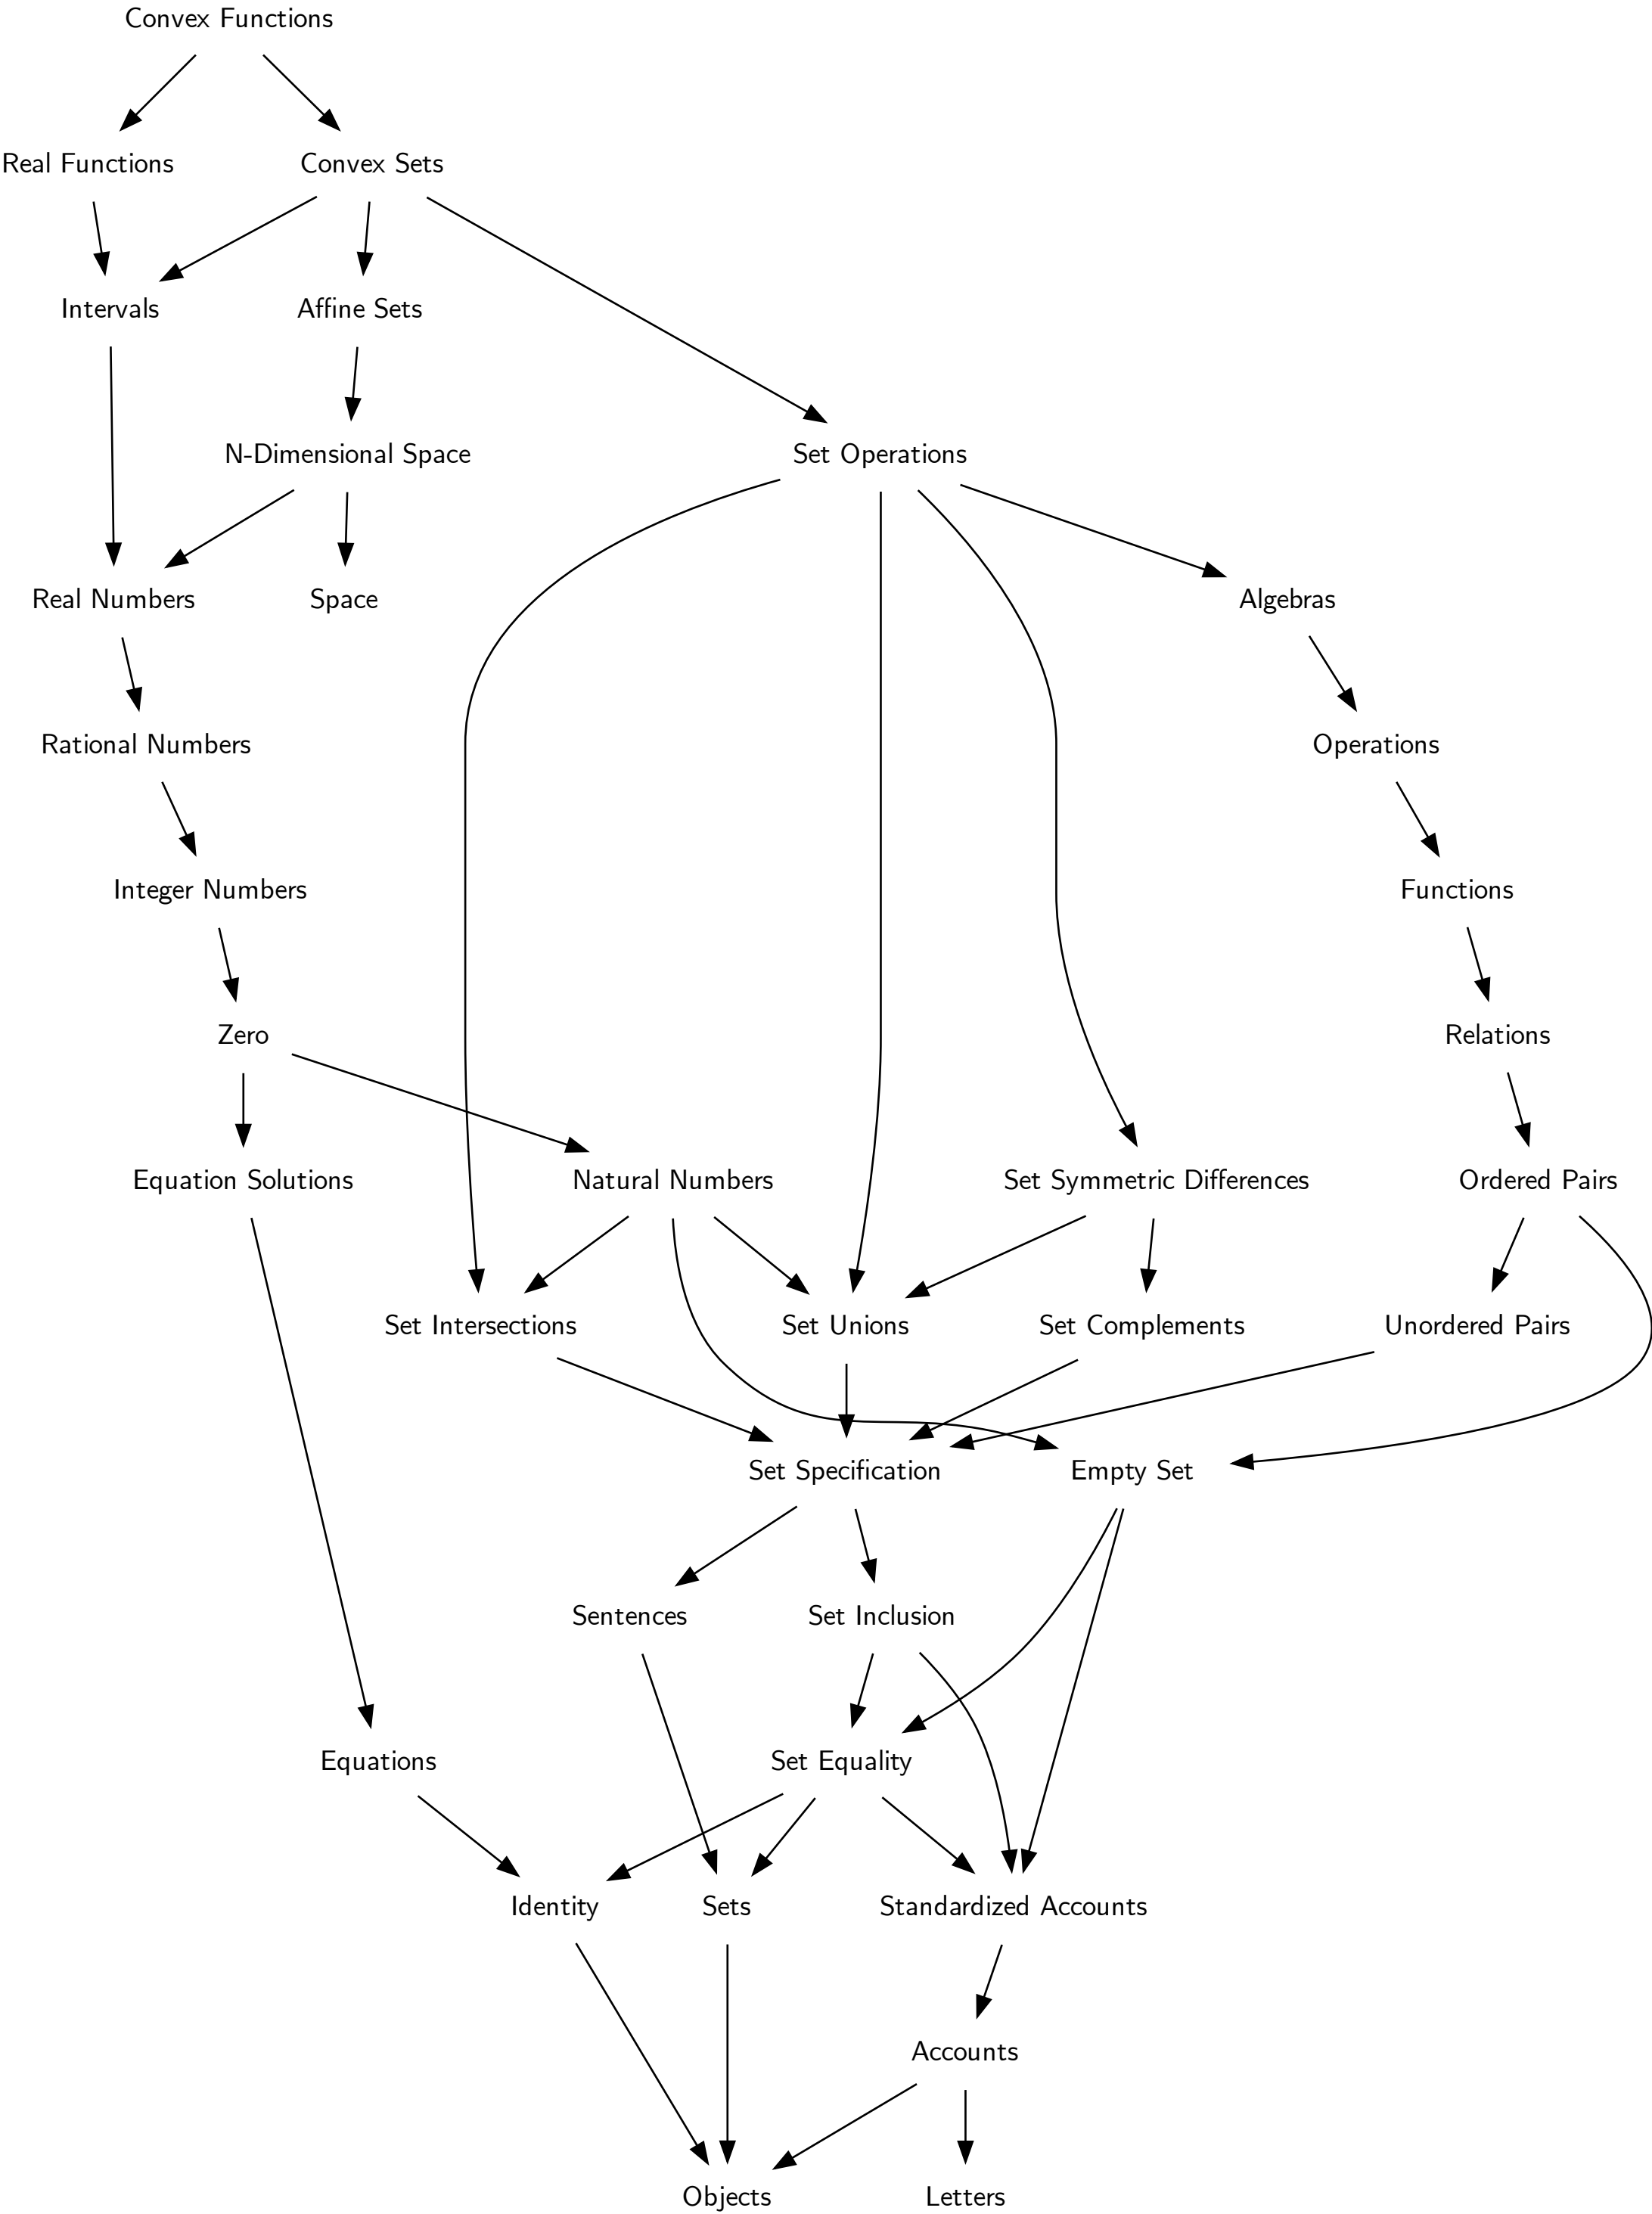 Convex Functions
Real Functions
Convex Sets
Intervals
Affine Sets
N-Dimensional Space
Set Operations
Real Numbers
Space
Algebras
Rational Numbers
Operations
Integer Numbers
Functions
Zero
Relations
Equation Solutions
Natural Numbers
Set Symmetric Differences
Ordered Pairs
Set Intersections
Set Unions
Set Complements
Unordered Pairs
Set Specification
Empty Set
Sentences
Set Inclusion
Equations
Set Equality
Identity
Sets
Standardized Accounts
Accounts
Objects
Letters